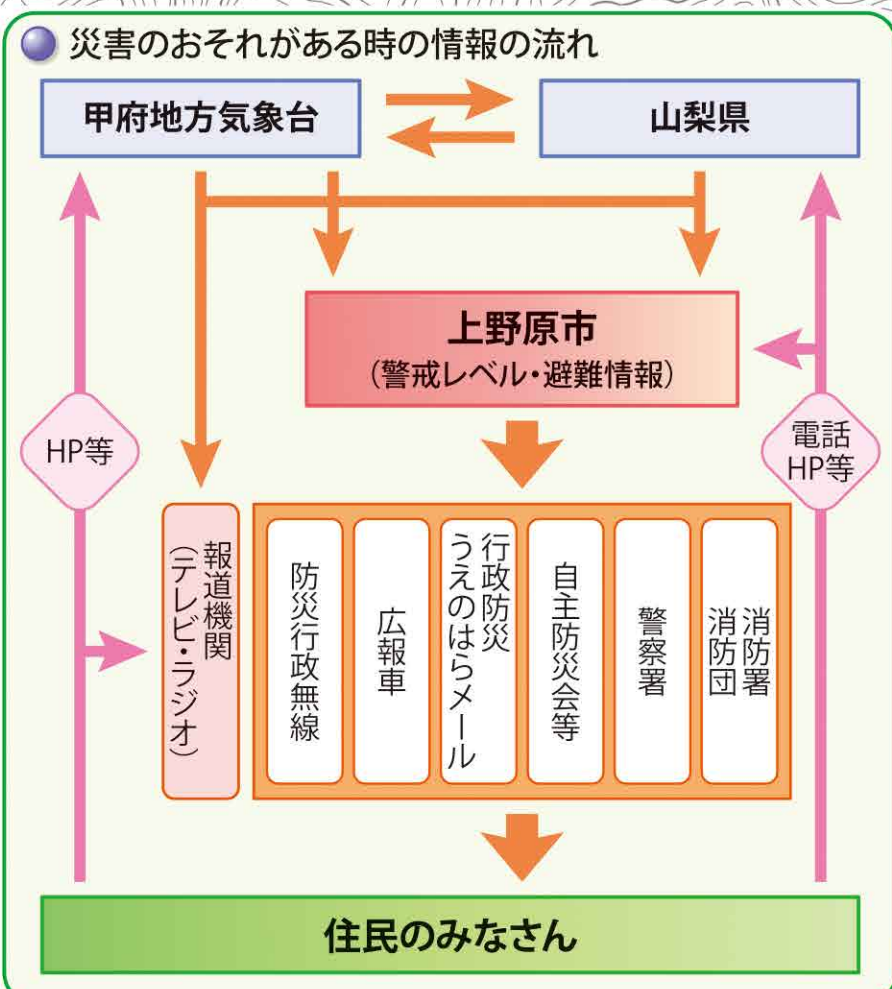 災害のおそれがある時の情報の流れ
甲府地方気象台
山梨県
上野原市
（警戒レベル・避難情報）
HP等
電話
HP等
報道機関
（テレビ・ラジオ）
防災行政無線
広報車
行政防災
うえのはらメール
自主防災会等
警察署
消防署
消防団
住民のみなさん